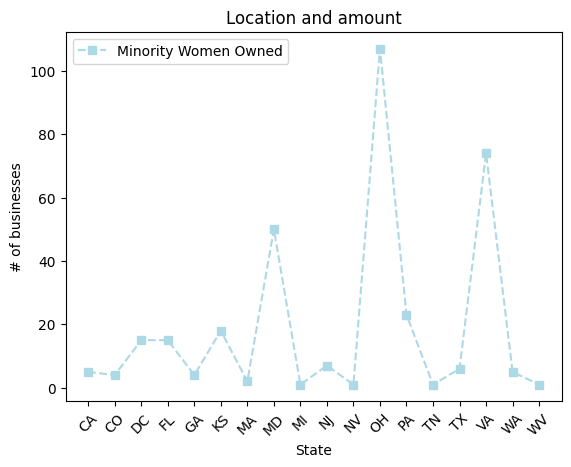 Location and amount
Minority Women Owned
# of businesses
100
80
60
40
20
0
CA CO DC FL GA KS MA MD MI NJ NV OH PA TN TX VA WA WV
State